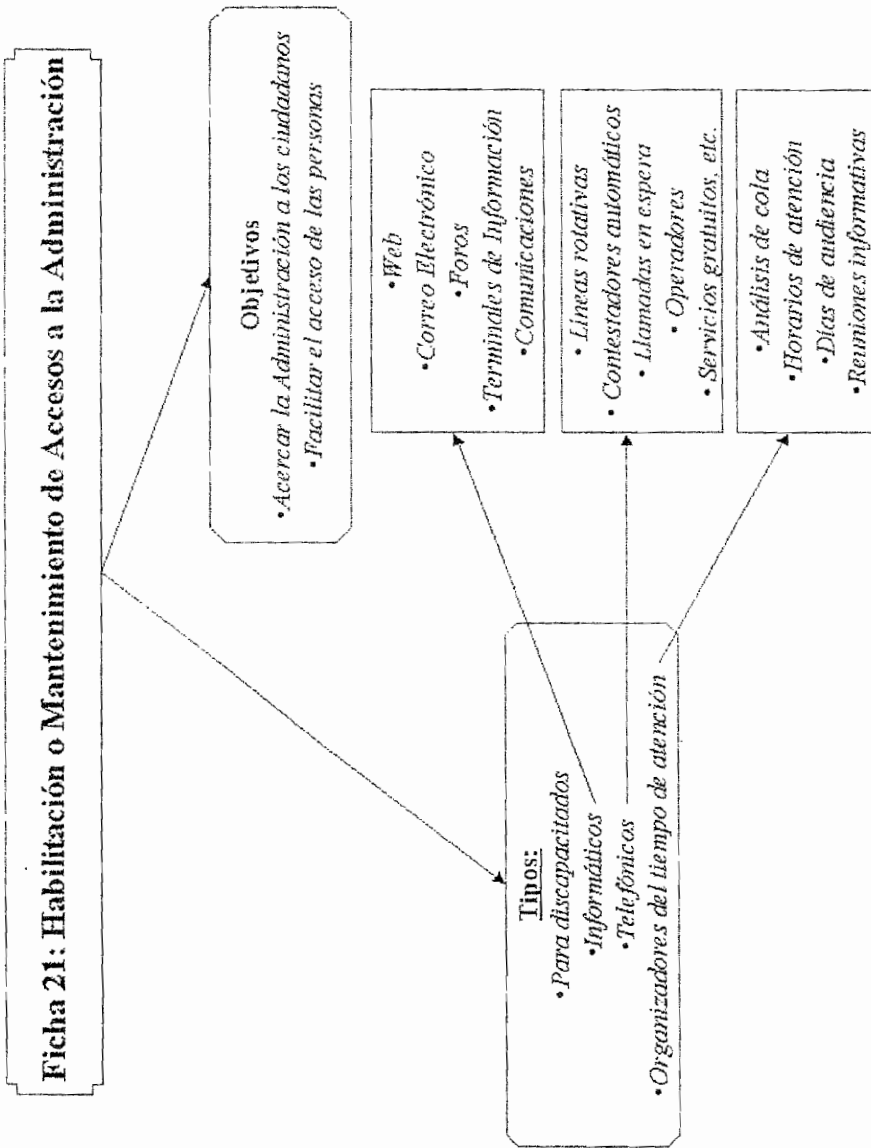 Ficha 21: Habilitación o Mantenimiento de Accesos a la Administración
Objetivos
•Acercar la Administración a los ciudadanos
•Facilitar el acceso de las personas
Tipos:
•Para discapacitados
•Informáticos
•Telefónicos
•Organizadores del tiempo de atención
•Web
•Correo Electrónico
•Foros
•Terminales de Información
•Comunicaciones
• Líneas rotativas
• Contestadores automáticos
• Llamadas en espera
• Operadores
• Servicios gratuitos, etc.
•Análisis de cola
•Horarios de atención
•Días de audiencia
•Reuniones informativas